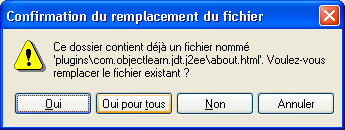 Confirmation du remplacement du fichier
Ce dossier contient déjà un fichier nommé
'plugins\com.objectlearn.jdt.j2ee\about.html'. Voulez-vous
remplacer le fichier existant ?
Oui
Oui pour tous
Non
Annuler